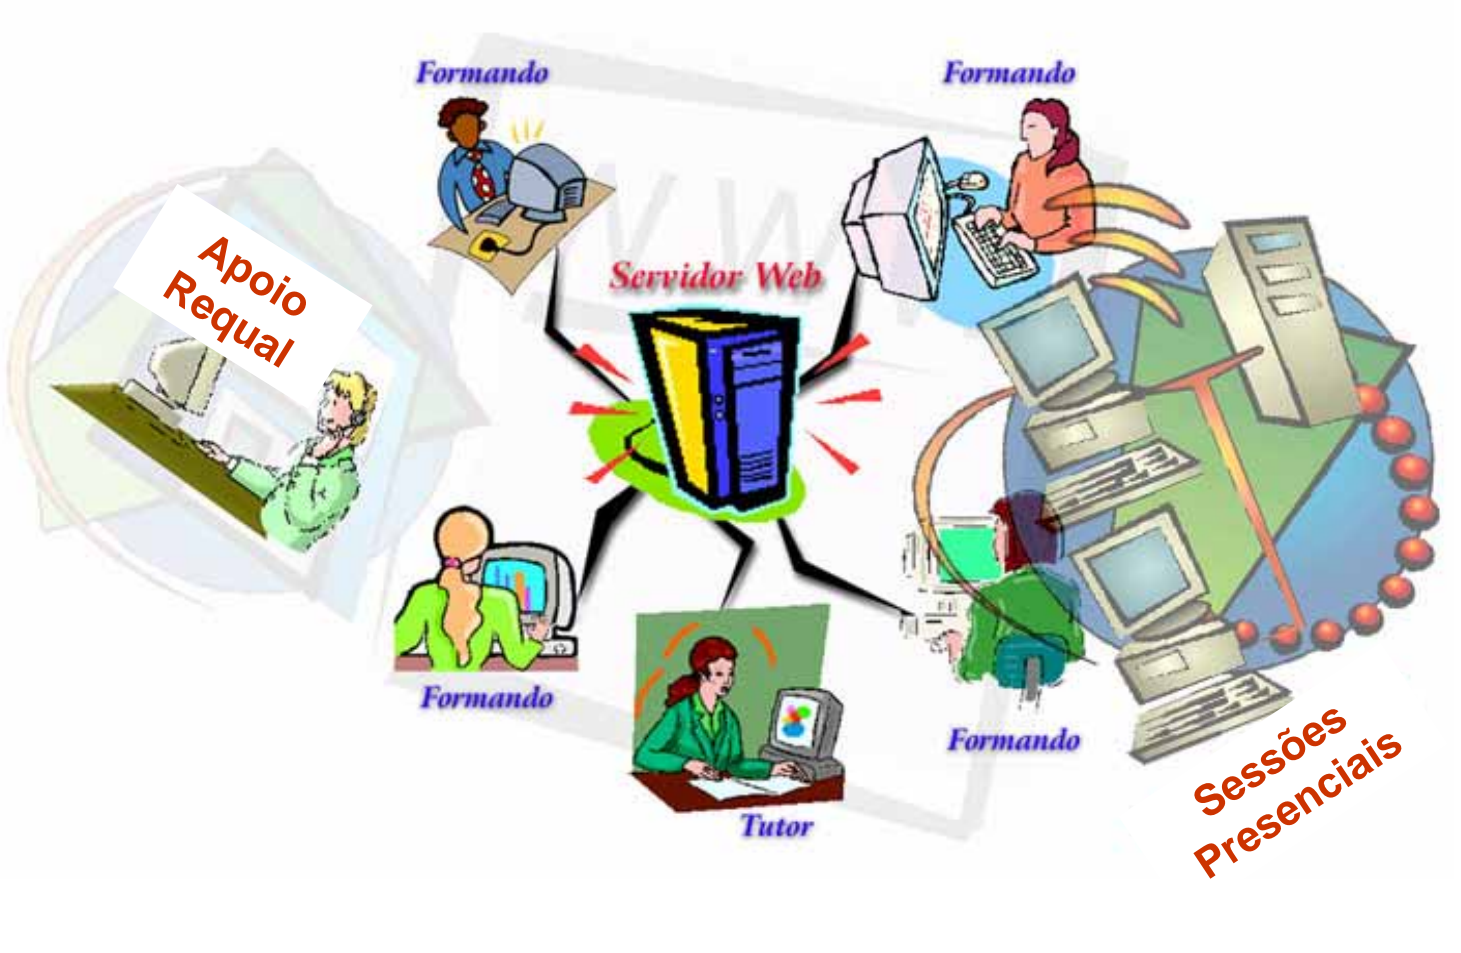 Formando
Formando
Apoio
Requal
Servidor Web
Formando
Formando
Tutor
Sessões
Presenciais